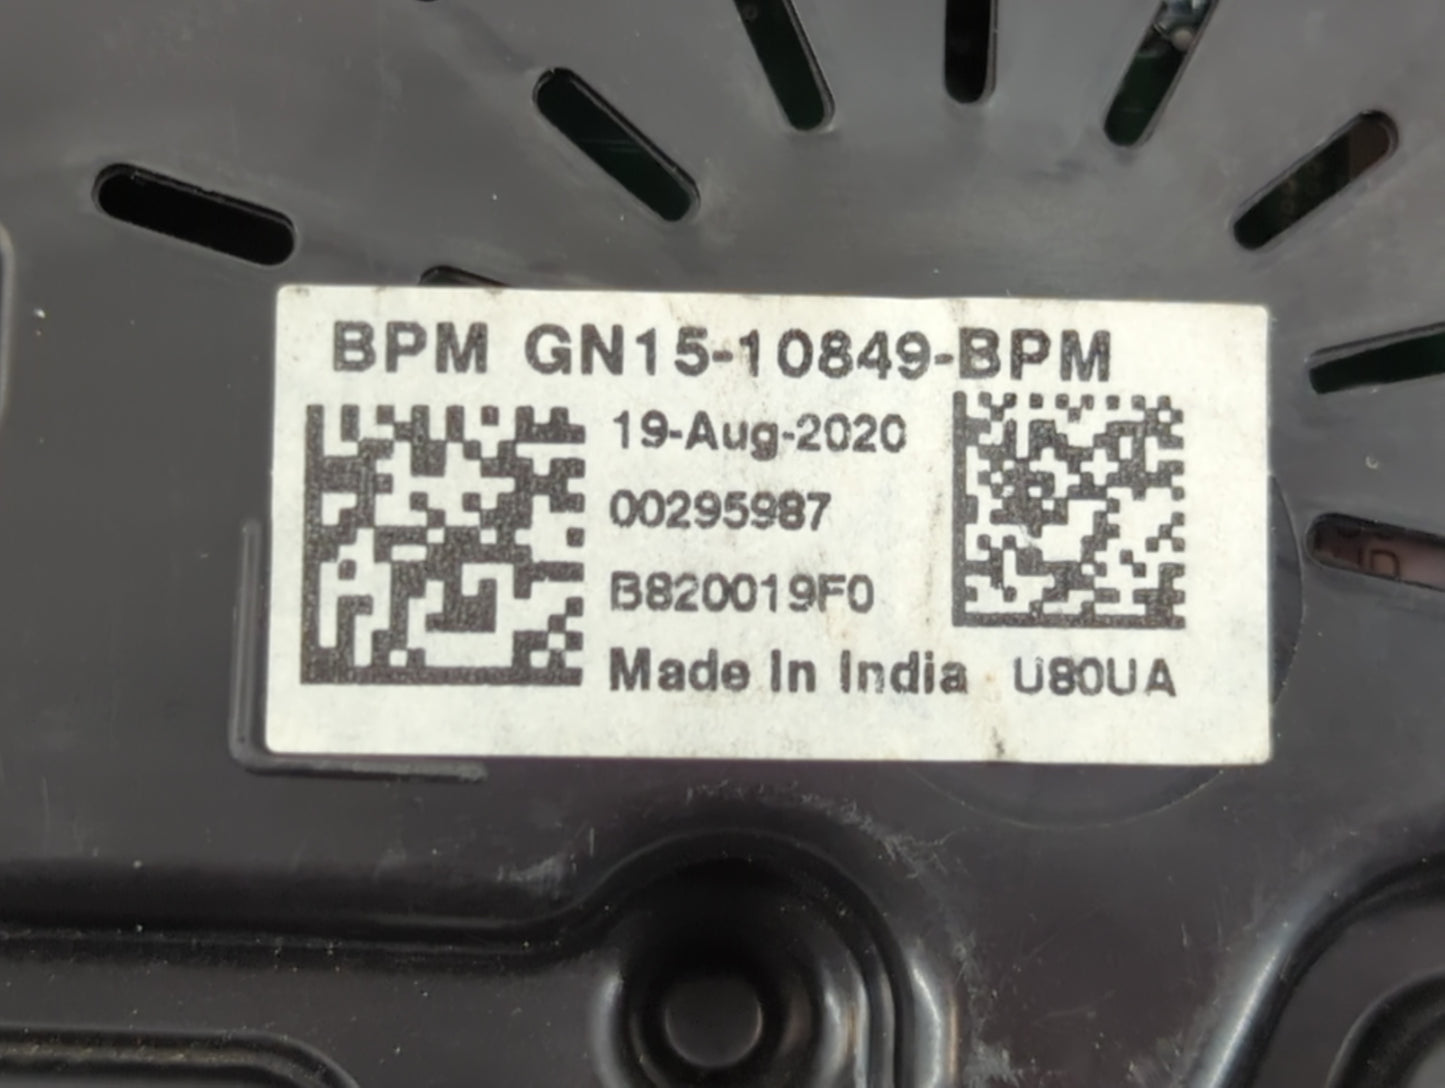 BPM GN15-10849-BPM
19-Aug-2020
00295987
B820019F0
Made In India U80UA